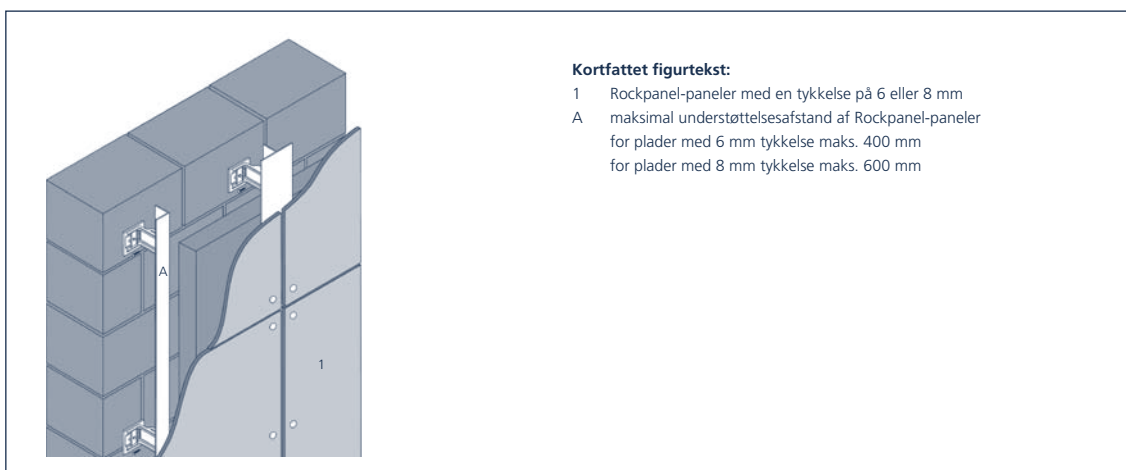 Kortfattet figurtekst:
1 Rockpanel-paneler med en tykkelse på 6 eller 8 mm
A maksimal understøttelsesafstand af Rockpanel-paneler
for plader med 6 mm tykkelse maks. 400 mm
for plader med 8 mm tykkelse maks. 600 mm
A
1